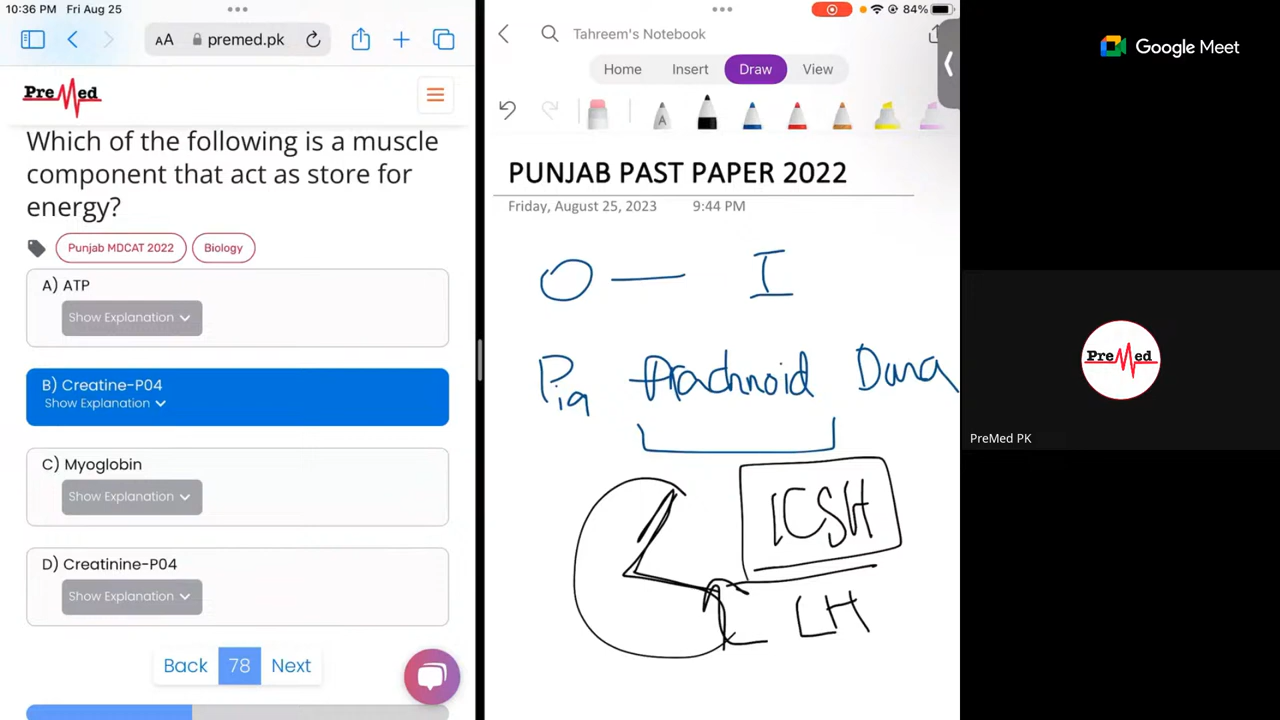 10:36 PM Fri Aug 25
AA premed.pk
PreMed
Which of the following is a muscle
component that act as store for
energy?
Punjab MDCAT 2022 Biology
A) ATP
Show Explanation
B) Creatine-P04
Show Explanation
C) Myoglobin
Show Explanation
D) Creatinine-P04
Show Explanation
Back 78 Next
84%
Tahreem's Notebook
Home Insert Draw View
A
PUNJAB PAST PAPER 2022
Friday, August 25, 2023 9:44 PM
O — I
Pia Arachnoid Dura
ICSH
LH
Google Meet
PreMed
PreMed PK